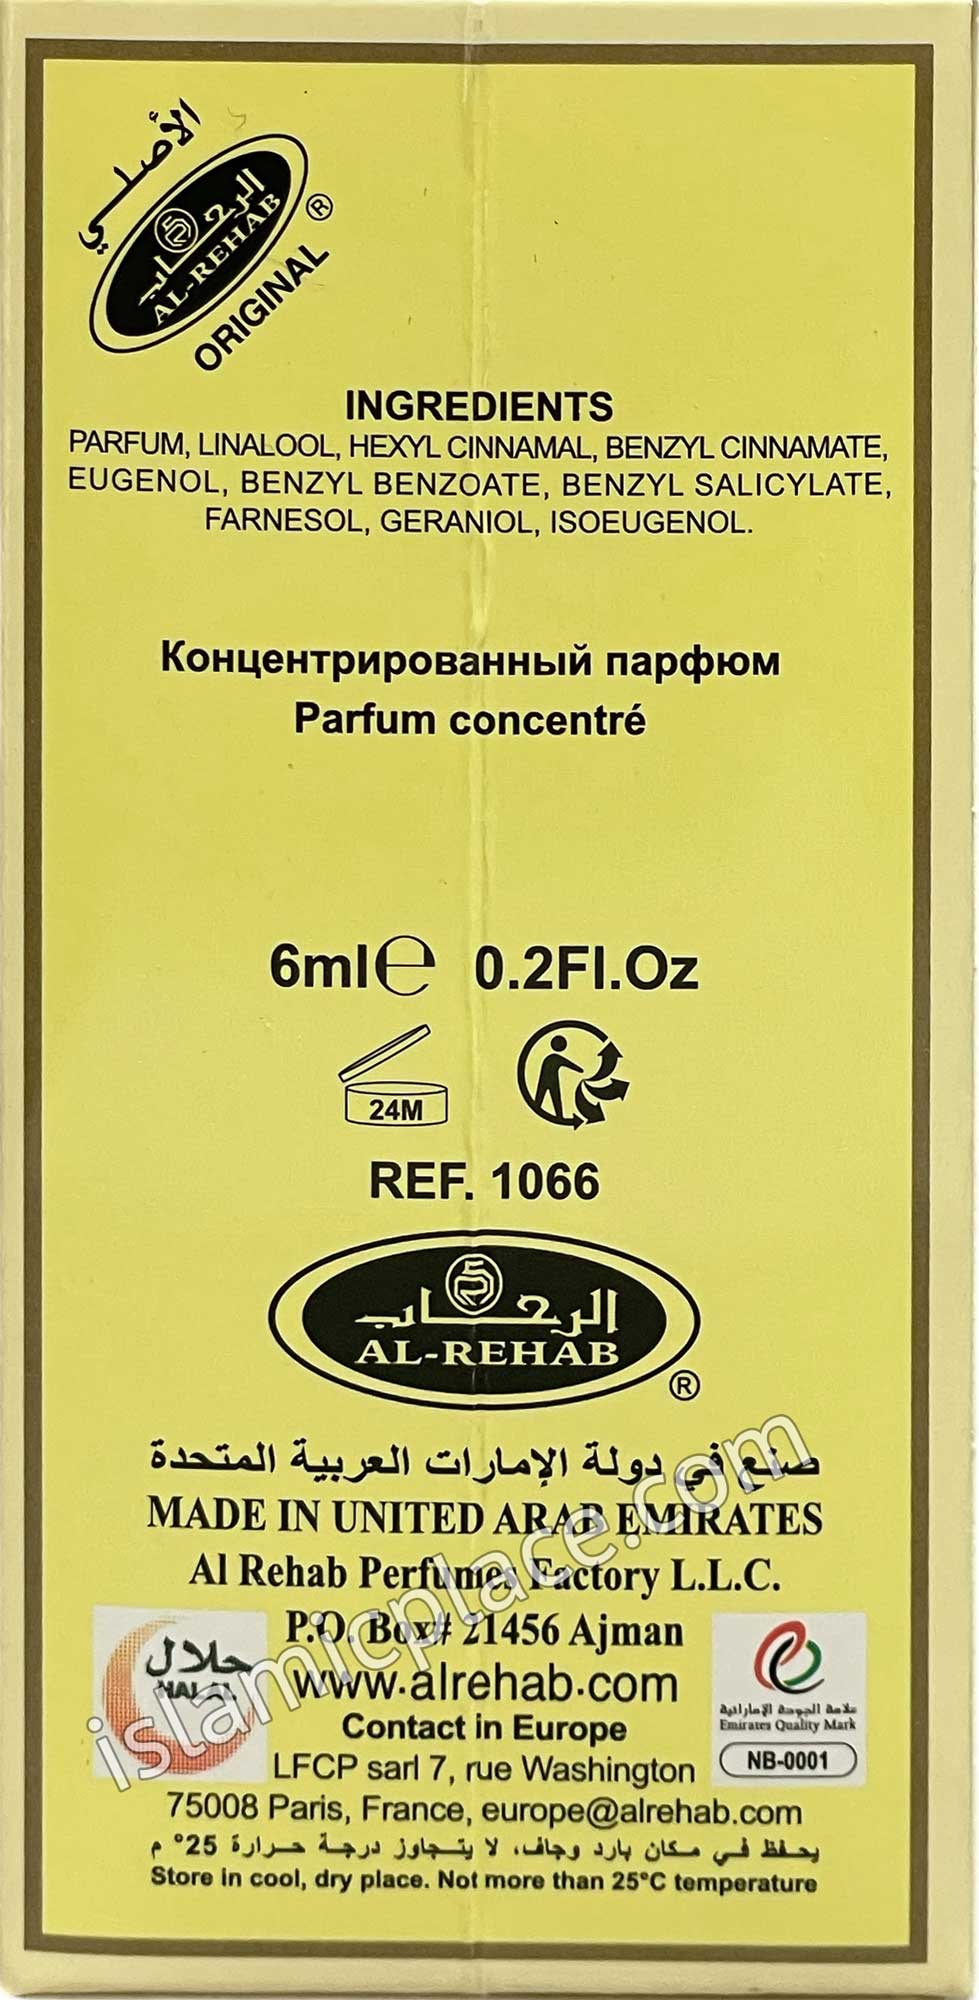 الأصلي
الرحاب
AL-REHAB
ORIGINAL ®
INGREDIENTS
PARFUM, LINALOOL, HEXYL CINNAMAL, BENZYL CINNAMATE,
EUGENOL, BENZYL BENZOATE, BENZYL SALICYLATE,
FARNESOL, GERANIOL, ISOEUGENOL.
Концентрированный парфюм
Parfum concentré
6ml℮ 0.2Fl.Oz
24M
REF. 1066
الرحاب
AL-REHAB
®
صنع في دولة الإمارات العربية المتحدة
MADE IN UNITED ARAB EMIRATES
Al Rehab Perfumes Factory L.L.C.
P.O. Box# 21456 Ajman
www.alrehab.com
Contact in Europe
LFCP sarl 7, rue Washington
75008 Paris, France, europe@alrehab.com
يحفظ في مكان بارد وجاف، لا يتجاوز درجة حرارة 25° م
Store in cool, dry place. Not more than 25°C temperature
حلال
HALAL
علامة الجودة الإماراتية
Emirates Quality Mark
NB-0001
islamicplace.com